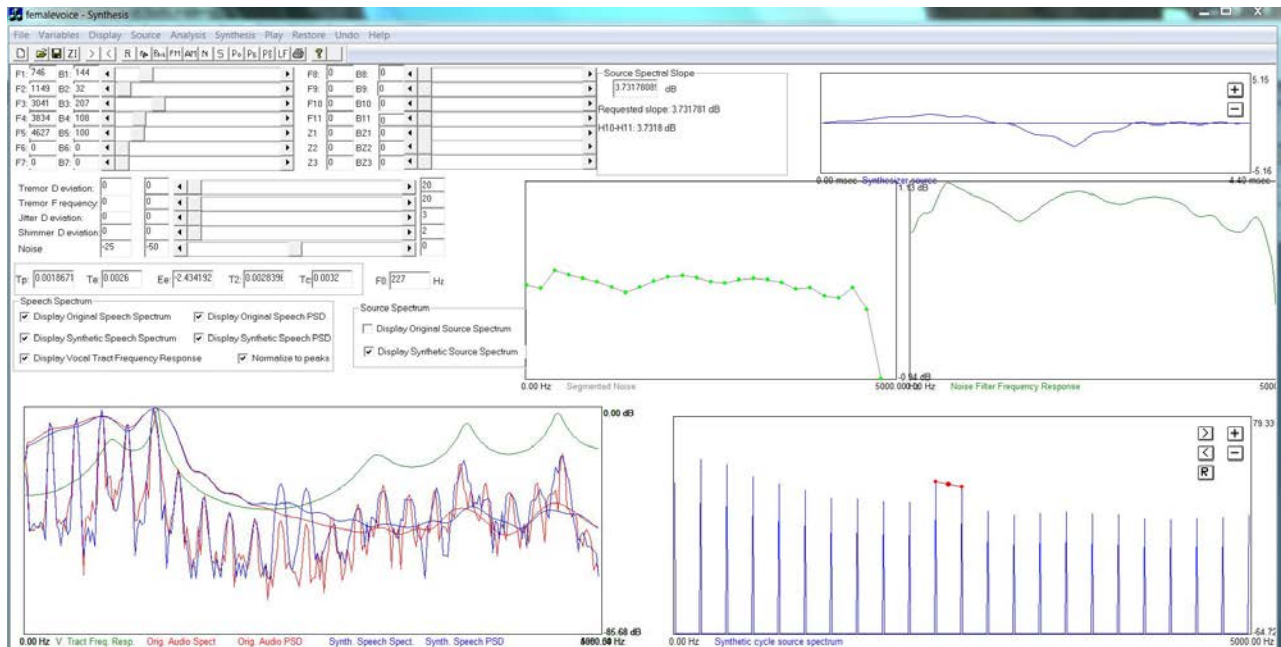 femalevoice - Synthesis
File Variables Display Source Analysis Synthesis Play Restore Undo Help
ZI > < R FM AM N S LF ?
F1: 746 B1: 144 F8: 0 B8: 0 Source Spectral Slope
F2: 1149 B2: 32 F9: 0 B9: 0 3.7317808 dB
F3: 3041 B3: 207 F10 0 B10 0 Requested slope: 3.731781 dB
F4: 3834 B4: 108 F11 0 B11 0 H10-H11: 3.7318 dB
F5: 4627 B5: 100 Z1 0 BZ1 0
F6: 0 B6: 0 Z2 0 BZ2 0
F7: 0 B7: 0 Z3 0 BZ3 0
5.15
+
-
-5.16
0.00 msec Synthesizer source 4.40 msec
Tremor Deviation: 0 0 20
Tremor Frequency: 0 0 20
Jitter Deviation: 0 0 3
Shimmer Deviation: 0 0 2
Noise -25 -50 0
Tp: 0.0018671 Te: 0.0026 Ee: -2.434192 T2: 0.0028398 Tc: 0.0032 F0: 227 Hz
Speech Spectrum
Display Original Speech Spectrum Display Original Speech PSD
Display Synthetic Speech Spectrum Display Synthetic Speech PSD
Display Vocal Tract Frequency Response Normalize to peaks
Source Spectrum
Display Original Source Spectrum
Display Synthetic Source Spectrum
1.13 dB
-0.94 dB
0.00 Hz Segmented Noise 5000.00 Noise Filter Frequency Response 5000
0.00 dB
-85.68 dB
0.00 Hz V. Tract Freq. Resp. Orig. Audio Spect Orig. Audio PSD Synth. Speech Spect. Synth. Speech PSD Hz
79.33
> +
< -
R
-64.72
0.00 Hz Synthetic cycle source spectrum 5000.00 Hz